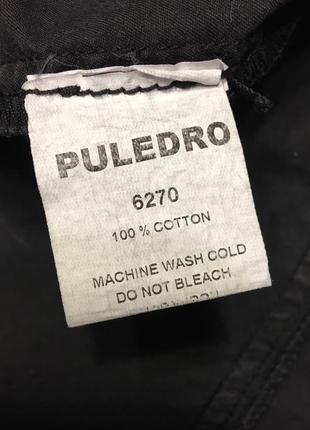 PULEDRO
6270
100 % COTTON
MACHINE WASH COLD
DO NOT BLEACH